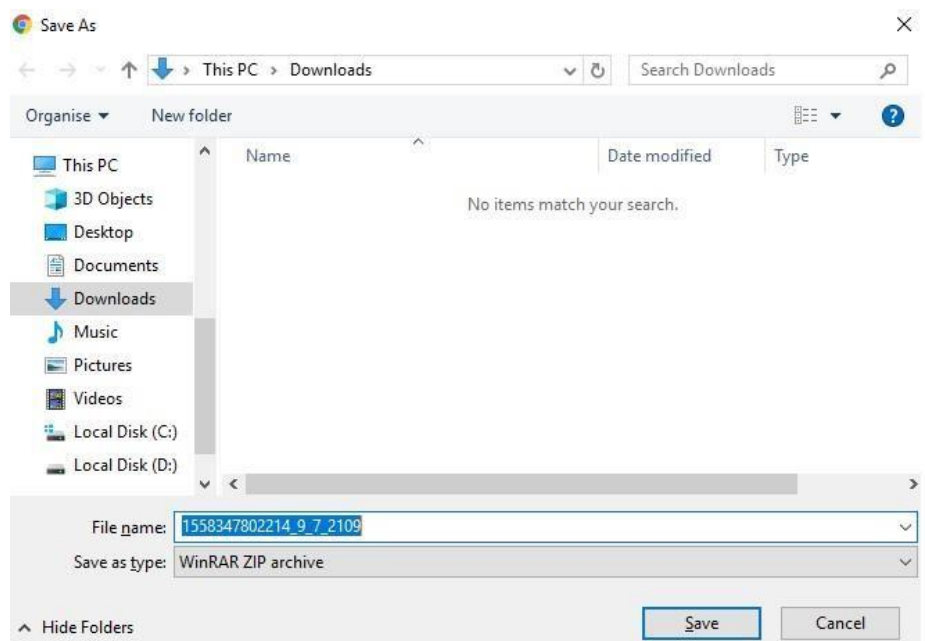 Save As
This PC > Downloads
Search Downloads
Organise
New folder
?
Name
Date modified
Type
No items match your search.
This PC
3D Objects
Desktop
Documents
Downloads
Music
Pictures
Videos
Local Disk (C:)
Local Disk (D:)
File name: 1558347802214_9_7_2109
Save as type: WinRAR ZIP archive
Hide Folders
Save
Cancel